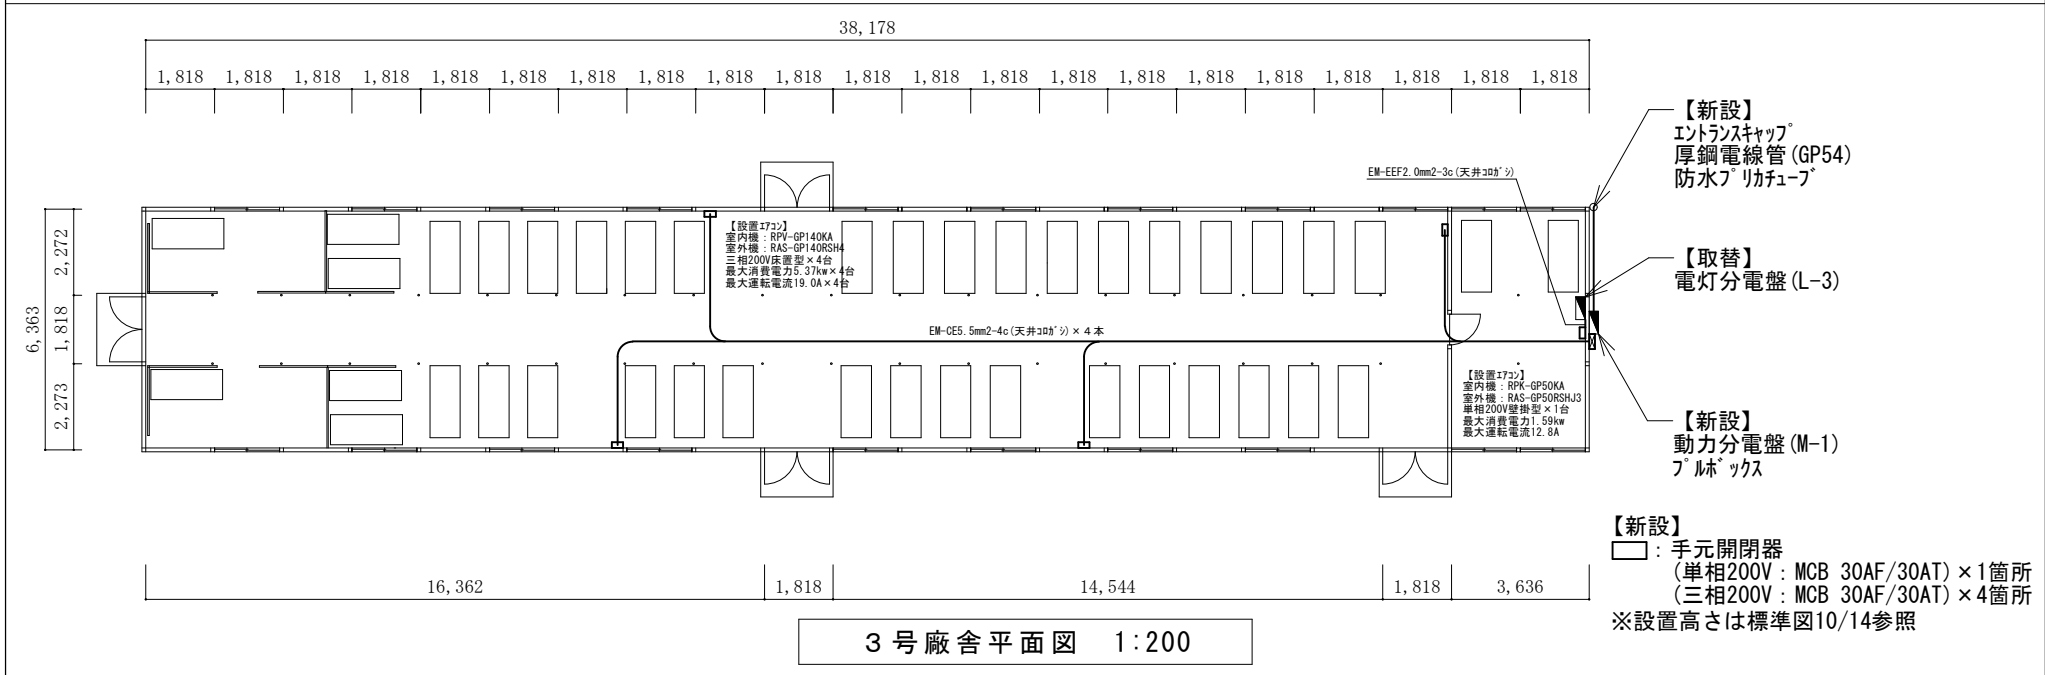 38,178
1,818 1,818 1,818 1,818 1,818 1,818 1,818 1,818 1,818 1,818 1,818 1,818 1,818 1,818 1,818 1,818 1,818 1,818 1,818 1,818 1,818
【新設】
エントランスキャップ
厚鋼電線管(GP54)
防水プリカチューブ
EM-EEF2.0mm2-3c(天井コロガシ)
【設置エアコン】
室内機：RPV-GP140KA
室外機：RAS-GP140RSH4
三相200V床置型×4台
最大消費電力5.37kw×4台
最大運転電流19.0A×4台
【取替】
電灯分電盤(L-3)
2,272
1,818
2,273
6,363
EM-CE5.5mm2-4c(天井コロガシ)×４本
【設置エアコン】
室内機：RPK-GP50KA
室外機：RAS-GP50RSHJ3
単相200V壁掛型×1台
最大消費電力1.59kw
最大運転電流12.8A
【新設】
動力分電盤(M-1)
プルボックス
【新設】
：手元開閉器
(単相200V：MCB 30AF/30AT)×1箇所
(三相200V：MCB 30AF/30AT)×4箇所
※設置高さは標準図10/14参照
16,362 1,818 14,544 1,818 3,636
３号廠舎平面図 1:200